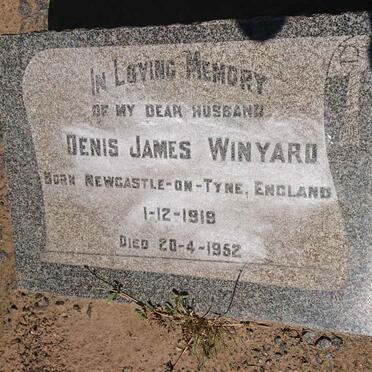 In Loving Memory
OF MY DEAR HUSBAND
DENIS JAMES WINYARD
BORN NEWCASTLE-ON-TYNE, ENGLAND
1-12-1919
DIED 20-4-1952